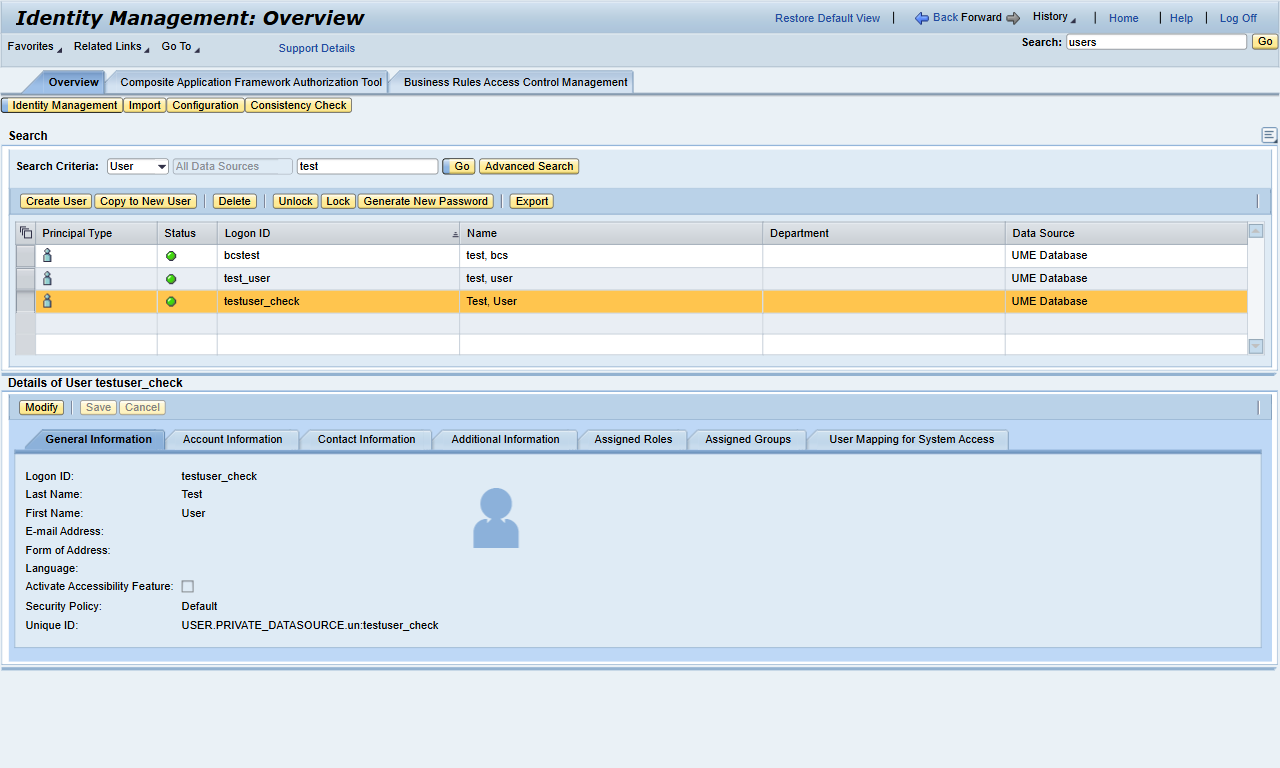 Identity Management: Overview
Restore Default View | Back Forward History | Home | Help | Log Off
Favorites Related Links Go To Support Details
Search: users Go
Overview Composite Application Framework Authorization Tool Business Rules Access Control Management
Identity Management Import Configuration Consistency Check
Search
Search Criteria: User All Data Sources test Go Advanced Search
Create User Copy to New User Delete Unlock Lock Generate New Password Export
Principal Type Status Logon ID Name Department Data Source
bcstest test, bcs UME Database
test_user test, user UME Database
testuser_check Test, User UME Database
Details of User testuser_check
Modify Save Cancel
General Information Account Information Contact Information Additional Information Assigned Roles Assigned Groups User Mapping for System Access
Logon ID: testuser_check
Last Name: Test
First Name: User
E-mail Address:
Form of Address:
Language:
Activate Accessibility Feature:
Security Policy: Default
Unique ID: USER.PRIVATE_DATASOURCE.un:testuser_check